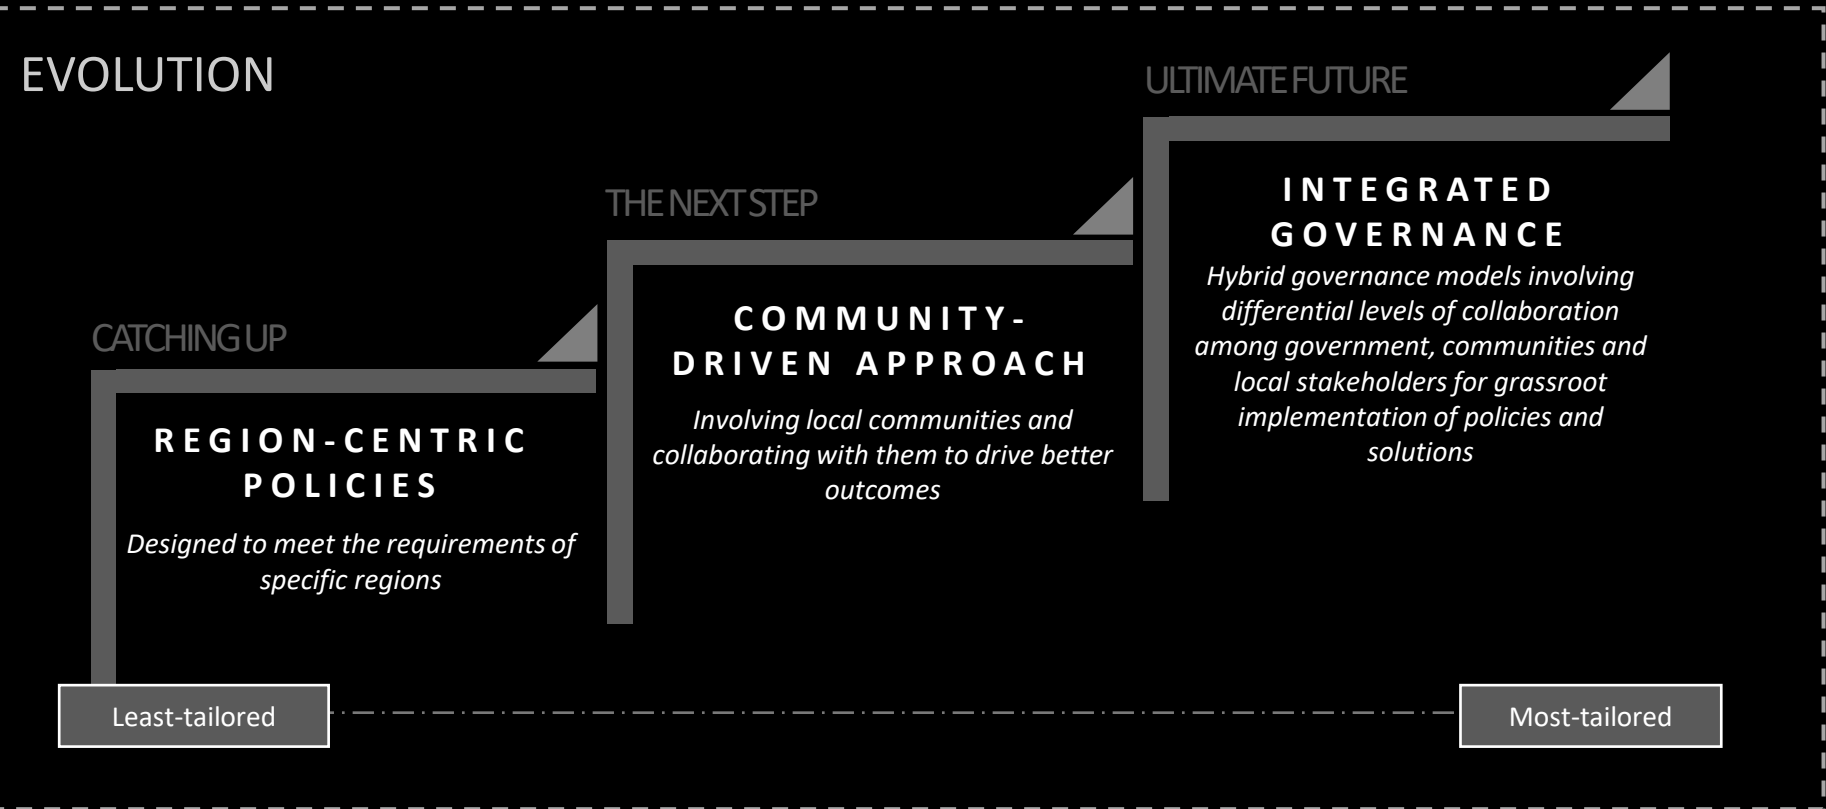 EVOLUTION
CATCHING UP
REGION-CENTRIC
POLICIES
Designed to meet the requirements of
specific regions
THE NEXT STEP
COMMUNITY-
DRIVEN APPROACH
Involving local communities and
collaborating with them to drive better
outcomes
ULTIMATE FUTURE
INTEGRATED
GOVERNANCE
Hybrid governance models involving
differential levels of collaboration
among government, communities and
local stakeholders for grassroot
implementation of policies and
solutions
Least-tailored
Most-tailored